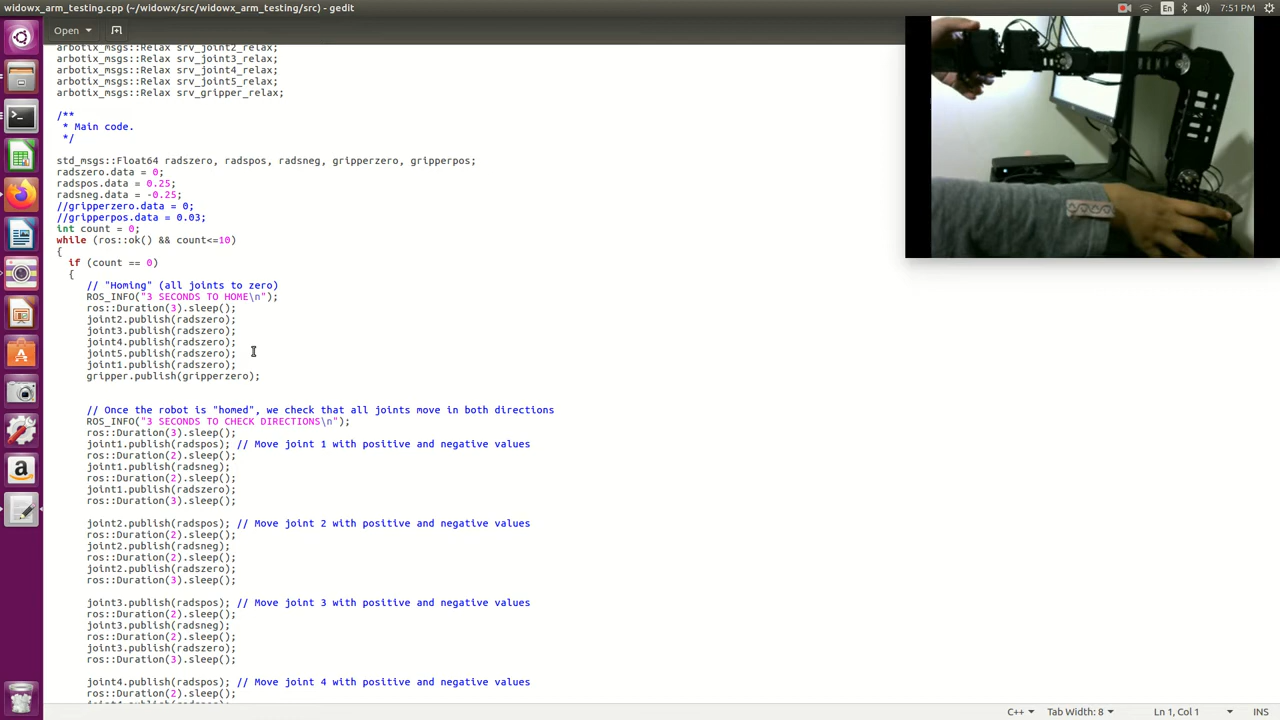 widowx_arm_testing.cpp (~/widowx/src/widowx_arm_testing/src) - gedit
En
7:51 PM
Open
arbotix_msgs::Relax srv_joint2_relax;
arbotix_msgs::Relax srv_joint3_relax;
arbotix_msgs::Relax srv_joint4_relax;
arbotix_msgs::Relax srv_joint5_relax;
arbotix_msgs::Relax srv_gripper_relax;
/**
* Main code.
*/
std_msgs::Float64 radszero, radspos, radsneg, gripperzero, gripperpos;
radszero.data = 0;
radspos.data = 0.25;
radsneg.data = -0.25;
//gripperzero.data = 0;
//gripperpos.data = 0.03;
int count = 0;
while (ros::ok() && count<=10)
{
if (count == 0)
{
// "Homing" (all joints to zero)
ROS_INFO("3 SECONDS TO HOME\n");
ros::Duration(3).sleep();
joint2.publish(radszero);
joint3.publish(radszero);
joint4.publish(radszero);
joint5.publish(radszero);
joint1.publish(radszero);
gripper.publish(gripperzero);
// Once the robot is "homed", we check that all joints move in both directions
ROS_INFO("3 SECONDS TO CHECK DIRECTIONS\n");
ros::Duration(3).sleep();
joint1.publish(radspos); // Move joint 1 with positive and negative values
ros::Duration(2).sleep();
joint1.publish(radsneg);
ros::Duration(2).sleep();
joint1.publish(radszero);
ros::Duration(3).sleep();
joint2.publish(radspos); // Move joint 2 with positive and negative values
ros::Duration(2).sleep();
joint2.publish(radsneg);
ros::Duration(2).sleep();
joint2.publish(radszero);
ros::Duration(3).sleep();
joint3.publish(radspos); // Move joint 3 with positive and negative values
ros::Duration(2).sleep();
joint3.publish(radsneg);
ros::Duration(2).sleep();
joint3.publish(radszero);
ros::Duration(3).sleep();
joint4.publish(radspos); // Move joint 4 with positive and negative values
ros::Duration(2).sleep();
C++
Tab Width: 8
Ln 1, Col 1
INS